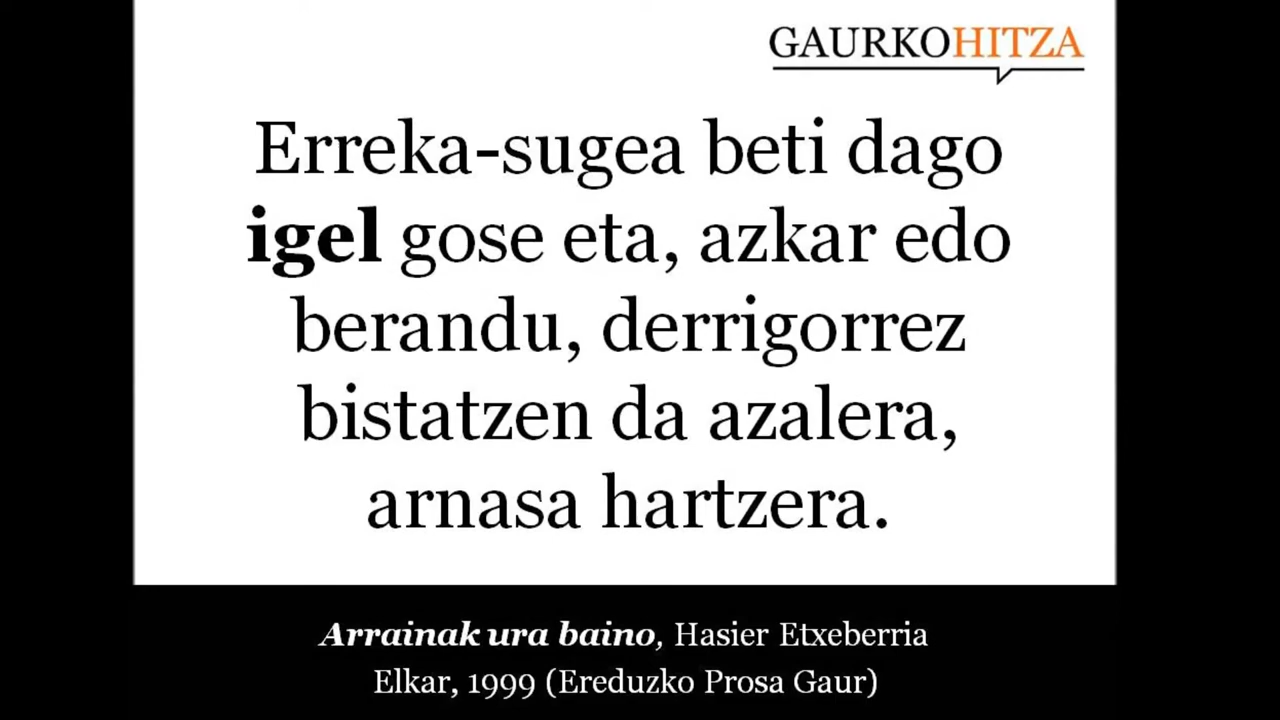 GAURKOHITZA
Erreka-sugea beti dago
igel gose eta, azkar edo
berandu, derrigorrez
bistatzen da azalera,
arnasa hartzera.
Arrainak ura baino, Hasier Etxeberria
Elkar, 1999 (Ereduzko Prosa Gaur)